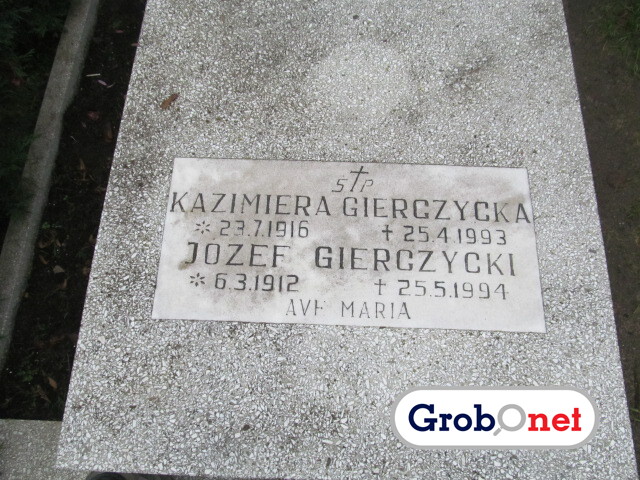 S†P
KAZIMIERA GIERCZYCKA
* 23.7.1916 † 25.4.1993
JOZEF GIERCZYCKI
* 6.3.1912 † 25.5.1994
AVE MARIA
Grobonet